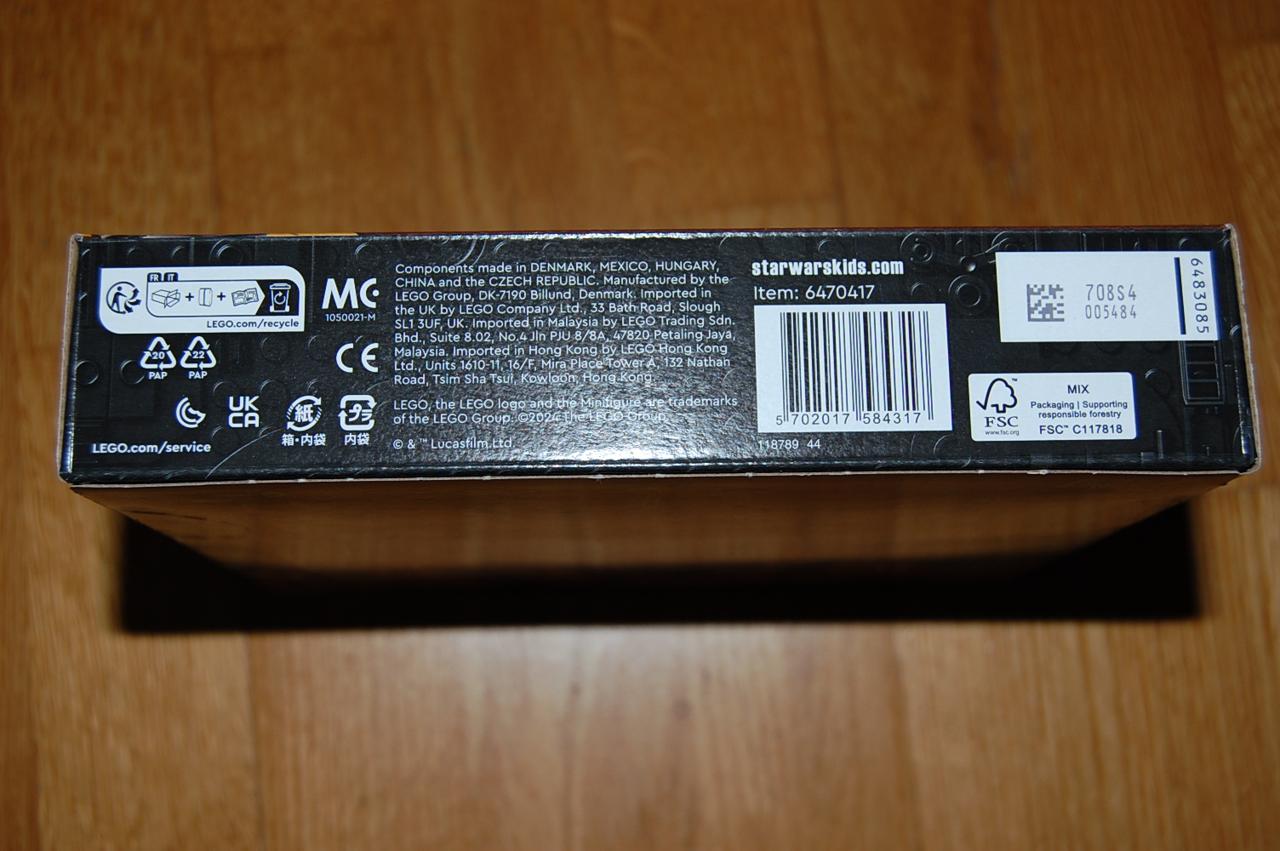 FR IT
LEGO.com/recycle
20
PAP
22
PAP
LEGO.com/service
MC
1050021-M
CE
UK
CA
紙
箱・内袋
プラ
内袋
Components made in DENMARK, MEXICO, HUNGARY,
CHINA and the CZECH REPUBLIC. Manufactured by the
LEGO Group, DK-7190 Billund, Denmark. Imported in
the UK by LEGO Company Ltd., 33 Bath Road, Slough
SL1 3UF, UK. Imported in Malaysia by LEGO Trading Sdn.
Bhd., Suite 8.02, No.4 Jln PJU 8/8A, 47820 Petaling Jaya,
Malaysia. Imported in Hong Kong by LEGO Hong Kong
Ltd., Units 1610-11, 16/F, Mira Place Tower A, 132 Nathan
Road, Tsim Sha Tsui, Kowloon, Hong Kong.
LEGO, the LEGO logo and the Minifigure are trademarks
of the LEGO Group. ©2024 The LEGO Group.
© & ™ Lucasfilm Ltd.
starwarskids.com
Item: 6470417
5 702017 584317
118789 44
708S4
005484
6483085
FSC
www.fsc.org
MIX
Packaging | Supporting
responsible forestry
FSC™ C117818